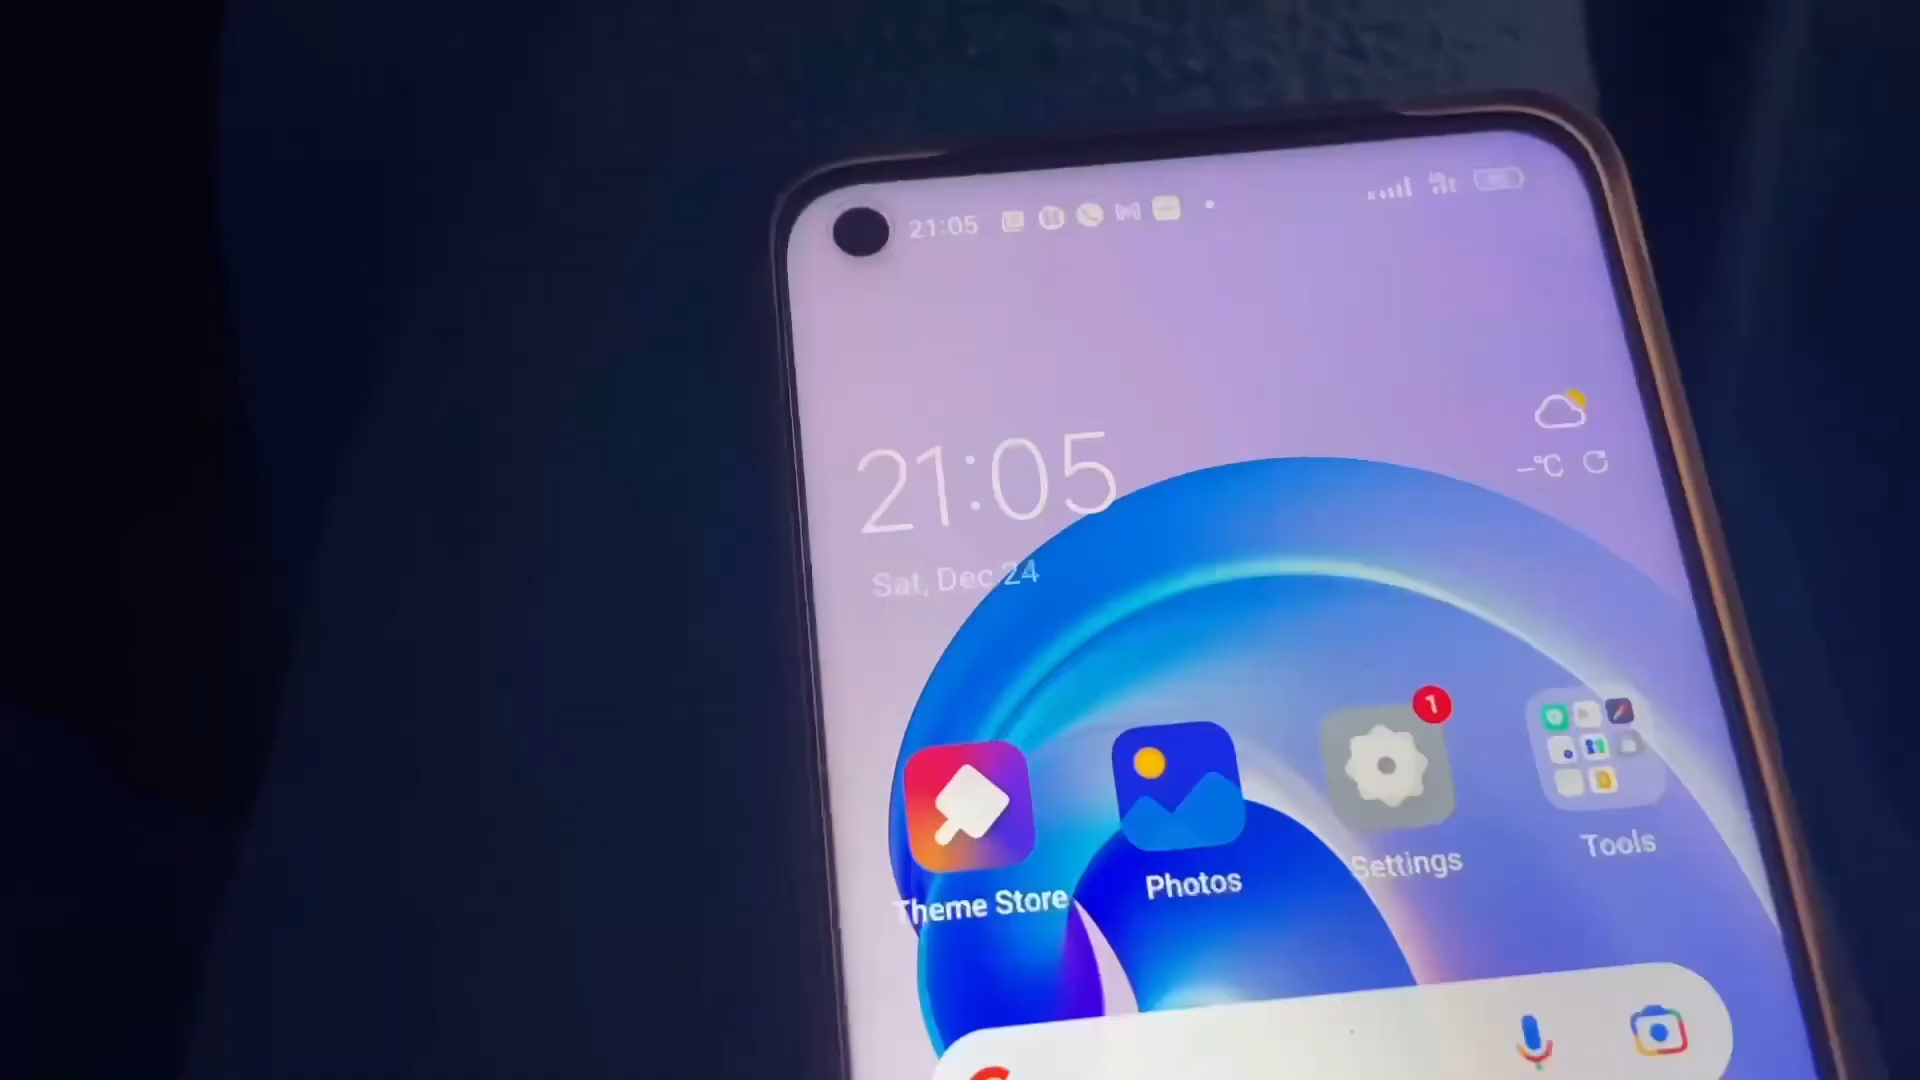 21:05
21:05
–°C
Sat, Dec 24
1
Theme Store
Photos
Settings
Tools